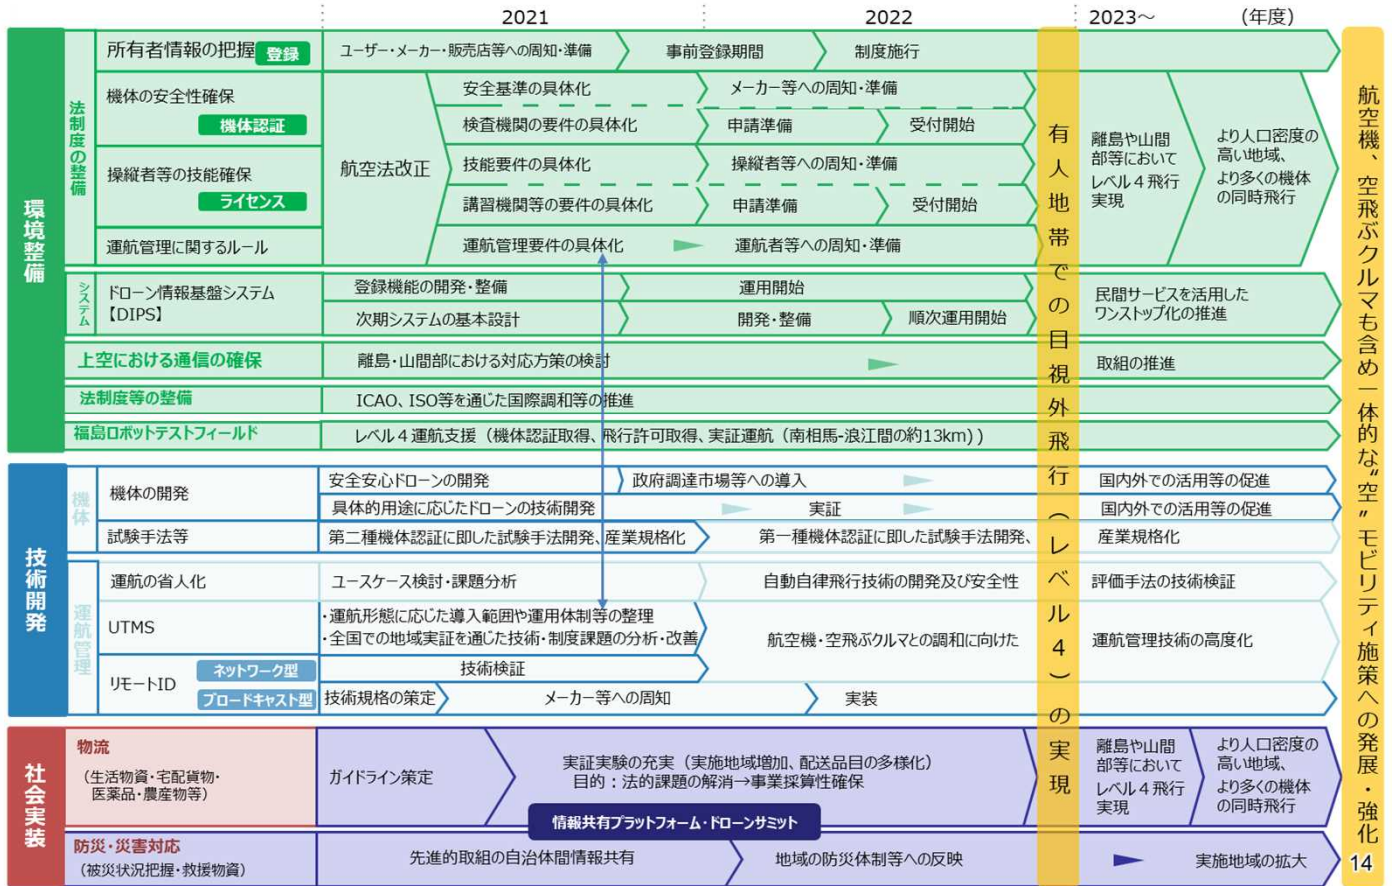 2021
2022
2023～
(年度)
環境整備
法制度の整備
所有者情報の把握
登録
ユーザー・メーカー・販売店等への周知・準備
事前登録期間
制度施行
機体の安全性確保
機体認証
航空法改正
安全基準の具体化
メーカー等への周知・準備
検査機関の要件の具体化
申請準備
受付開始
操縦者等の技能確保
ライセンス
技能要件の具体化
操縦者等への周知・準備
講習機関等の要件の具体化
申請準備
受付開始
運航管理に関するルール
運航管理要件の具体化
運航者等への周知・準備
離島や山間
部等において
レベル４飛行
実現
より人口密度の
高い地域、
より多くの機体
の同時飛行
システム
ドローン情報基盤システム
【DIPS】
登録機能の開発・整備
運用開始
次期システムの基本設計
開発・整備
順次運用開始
民間サービスを活用した
ワンストップ化の推進
上空における通信の確保
離島・山間部における対応方策の検討
取組の推進
法制度等の整備
ICAO、ISO等を通じた国際調和等の推進
福島ロボットテストフィールド
レベル４運航支援（機体認証取得、飛行許可取得、実証運航（南相馬-浪江間の約13km））
技術開発
機体
機体の開発
安全安心ドローンの開発
政府調達市場等への導入
国内外での活用等の促進
具体的用途に応じたドローンの技術開発
実証
国内外での活用等の促進
試験手法等
第二種機体認証に即した試験手法開発、産業規格化
第一種機体認証に即した試験手法開発、
産業規格化
運航管理
運航の省人化
ユースケース検討・課題分析
自動自律飛行技術の開発及び安全性
評価手法の技術検証
UTMS
・運航形態に応じた導入範囲や運用体制等の整理
・全国での地域実証を通じた技術・制度課題の分析・改善
航空機・空飛ぶクルマとの調和に向けた
運航管理技術の高度化
リモートID
ネットワーク型
技術検証
ブロードキャスト型
技術規格の策定
メーカー等への周知
実装
社会実装
物流
（生活物資・宅配貨物・
医薬品・農産物等）
ガイドライン策定
実証実験の充実（実施地域増加、配送品目の多様化）
目的：法的課題の解消→事業採算性確保
離島や山間
部等において
レベル４飛行
実現
より人口密度の
高い地域、
より多くの機体
の同時飛行
情報共有プラットフォーム・ドローンサミット
防災・災害対応
（被災状況把握・救援物資）
先進的取組の自治体間情報共有
地域の防災体制等への反映
実施地域の拡大
有人地帯での目視外飛行（レベル４）の実現
航空機、空飛ぶクルマも含め一体的な“空”モビリティ施策への発展・強化
14